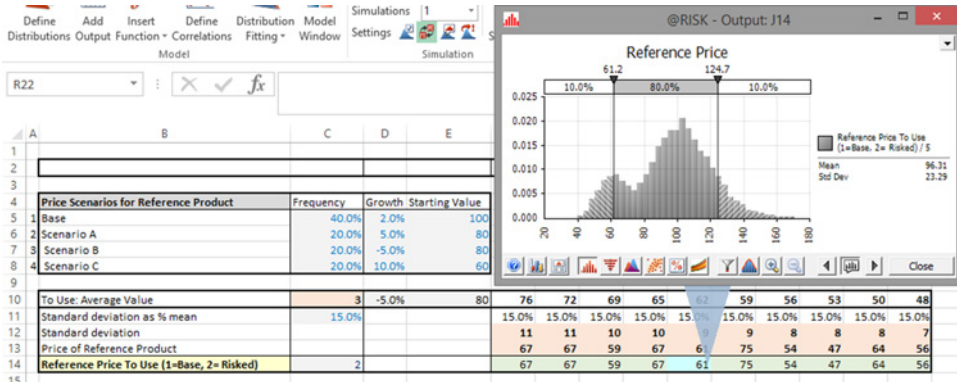 Simulations 1
Define Add Insert Define Distribution Model
Distributions Output Function Correlations Fitting Window Settings
Model Simulation
R22 fx
@RISK - Output: J14
Reference Price
61.2 124.7
10.0% 80.0% 10.0%
0.025
0.020
0.015
0.010
0.005
0.000
20 40 60 80 100 120 140 160 180
Reference Price To Use
(1=Base, 2= Risked) / 5
Mean 96.31
Std Dev 23.29
Close
A B C D E
1
2
3
4 Price Scenarios for Reference Product Frequency Growth Starting Value
5 1 Base 40.0% 2.0% 100
6 2 Scenario A 20.0% 5.0% 80
7 3 Scenario B 20.0% -5.0% 80
8 4 Scenario C 20.0% 10.0% 60
9
10 To Use: Average Value 3 -5.0% 80 76 72 69 65 62 59 56 53 50 48
11 Standard deviation as % mean 15.0% 15.0% 15.0% 15.0% 15.0% 15.0% 15.0% 15.0% 15.0% 15.0% 15.0%
12 Standard deviation 11 11 10 10 9 9 8 8 8 7
13 Price of Reference Product 67 67 59 67 61 75 54 47 64 56
14 Reference Price To Use (1=Base, 2= Risked) 2 67 67 59 67 61 75 54 47 64 56
15